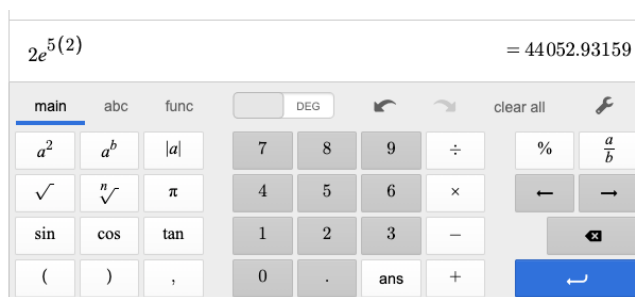 2e^5(2) = 44052.93159
main abc func DEG clear all
a² aᵇ |a| 7 8 9 ÷ % a/b
√ ⁿ√ π 4 5 6 × ← →
sin cos tan 1 2 3 −
( ) , 0 . ans +